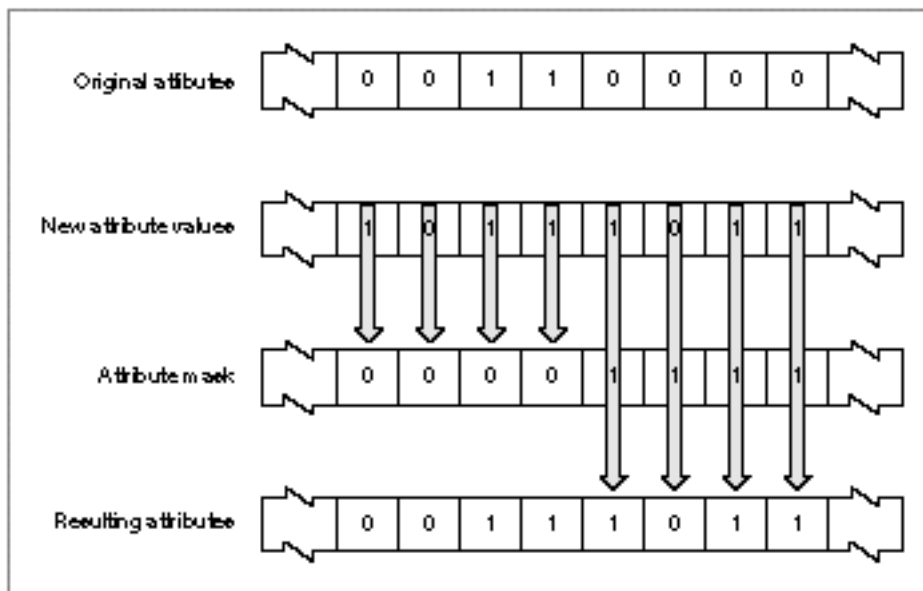 Original attributes 0 0 1 1 0 0 0 0
New attribute values 1 0 1 1 1 0 1 1
Attribute mask 0 0 0 0 1 1 1 1
Resulting attributes 0 0 1 1 1 0 1 1